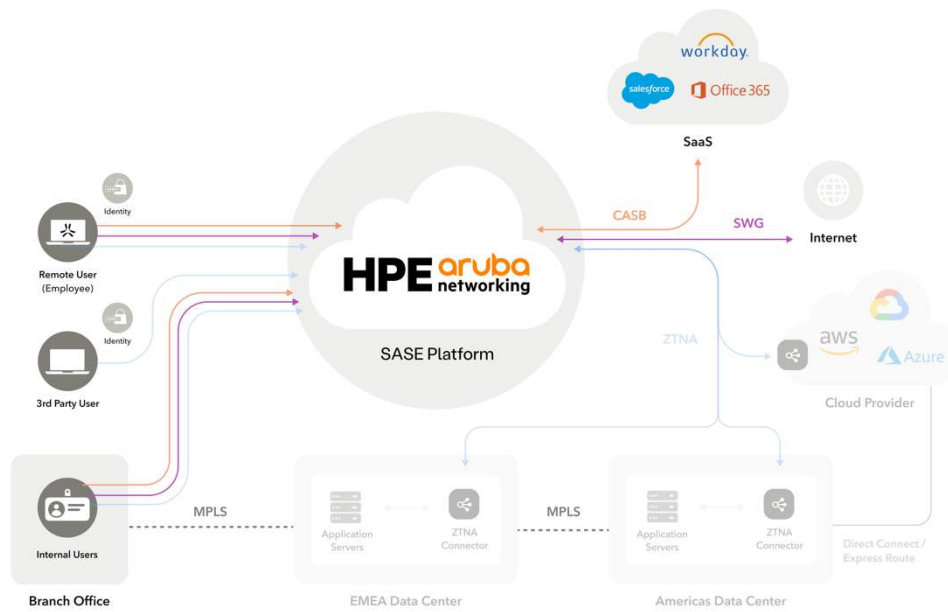 workday.
salesforce
Office 365
SaaS
Identity
CASB
SWG
Internet
Remote User
(Employee)
HPE aruba
networking
SASE Platform
Identity
ZTNA
aws
Azure
3rd Party User
Cloud Provider
MPLS
MPLS
Internal Users
Application
Servers
ZTNA
Connector
Application
Servers
ZTNA
Connector
Direct Connect /
Express Route
Branch Office
EMEA Data Center
Americas Data Center